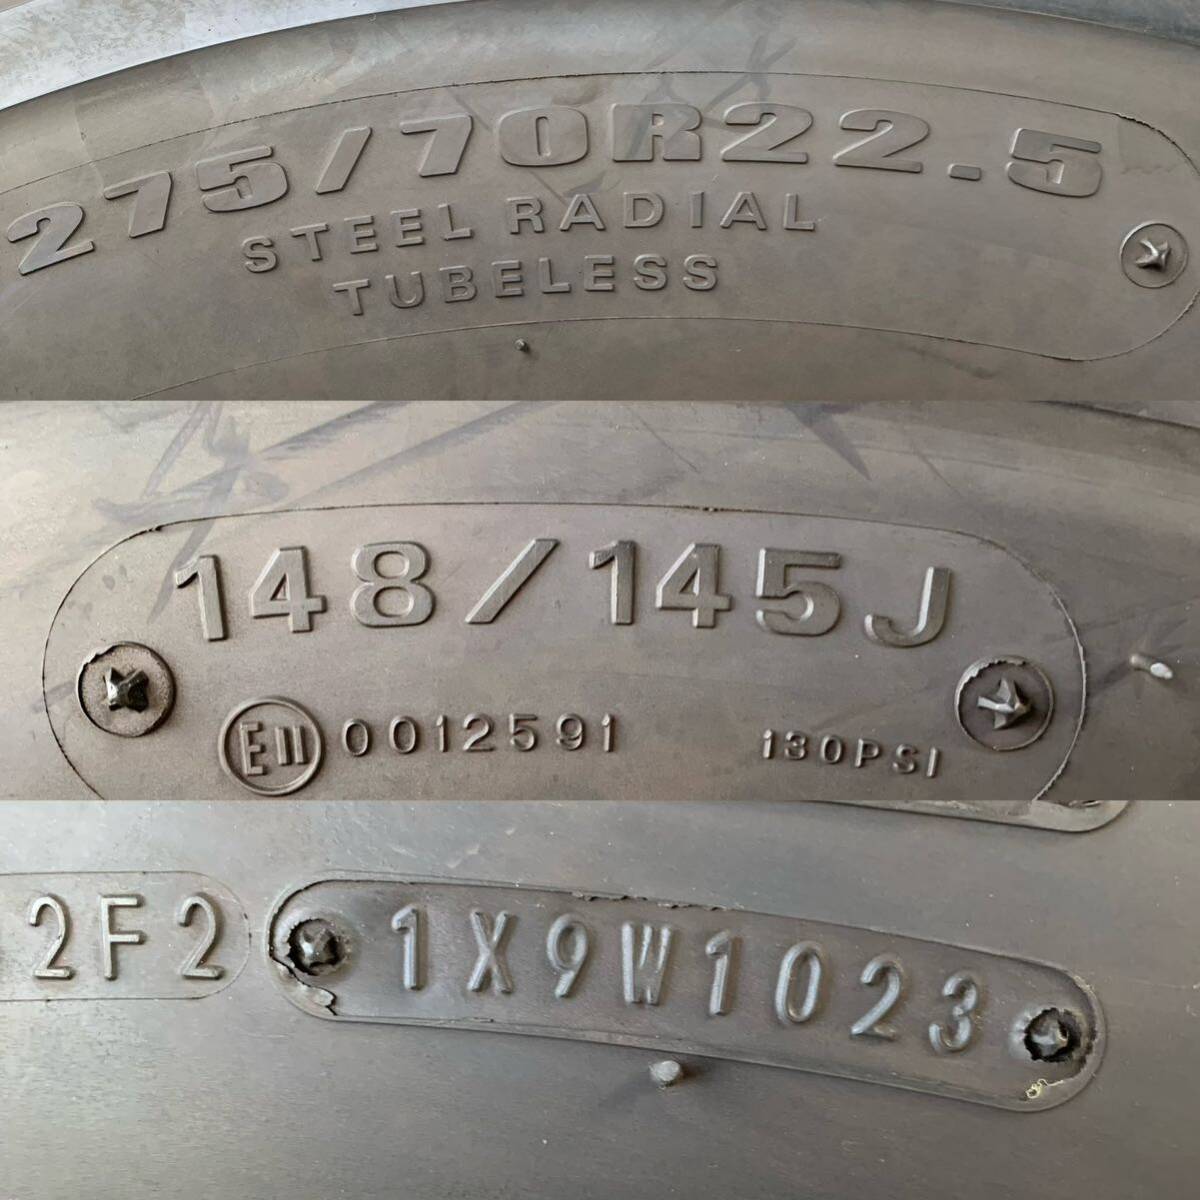 275/70R22.5
STEEL RADIAL
TUBELESS
148/145J
E11 0012591 130PSI
2F2 1X9W1023